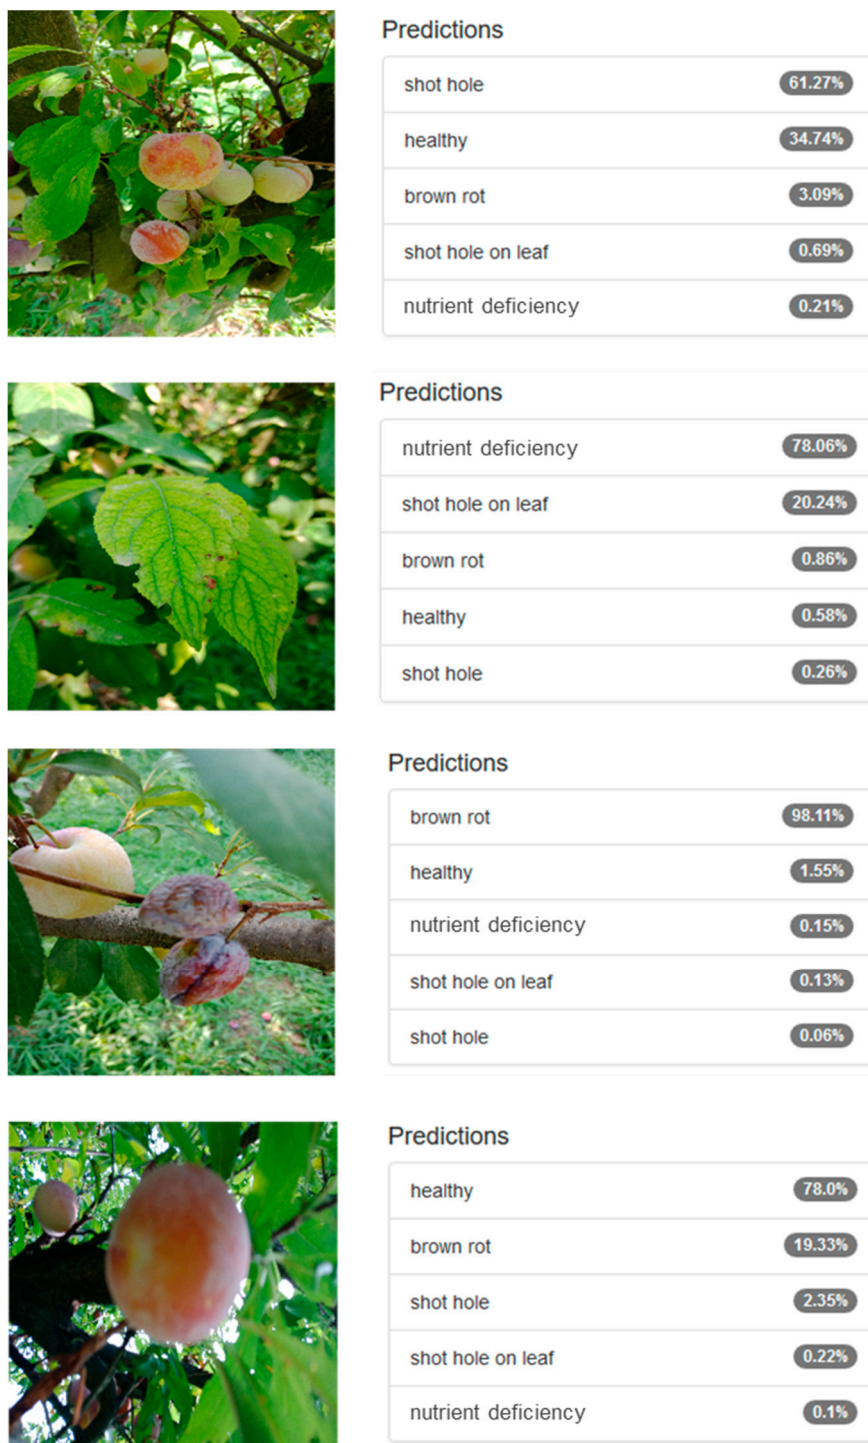 Predictions
shot hole 61.27%
healthy 34.74%
brown rot 3.09%
shot hole on leaf 0.69%
nutrient deficiency 0.21%
Predictions
nutrient deficiency 78.06%
shot hole on leaf 20.24%
brown rot 0.86%
healthy 0.58%
shot hole 0.26%
Predictions
brown rot 98.11%
healthy 1.55%
nutrient deficiency 0.15%
shot hole on leaf 0.13%
shot hole 0.06%
Predictions
healthy 78.0%
brown rot 19.33%
shot hole 2.35%
shot hole on leaf 0.22%
nutrient deficiency 0.1%